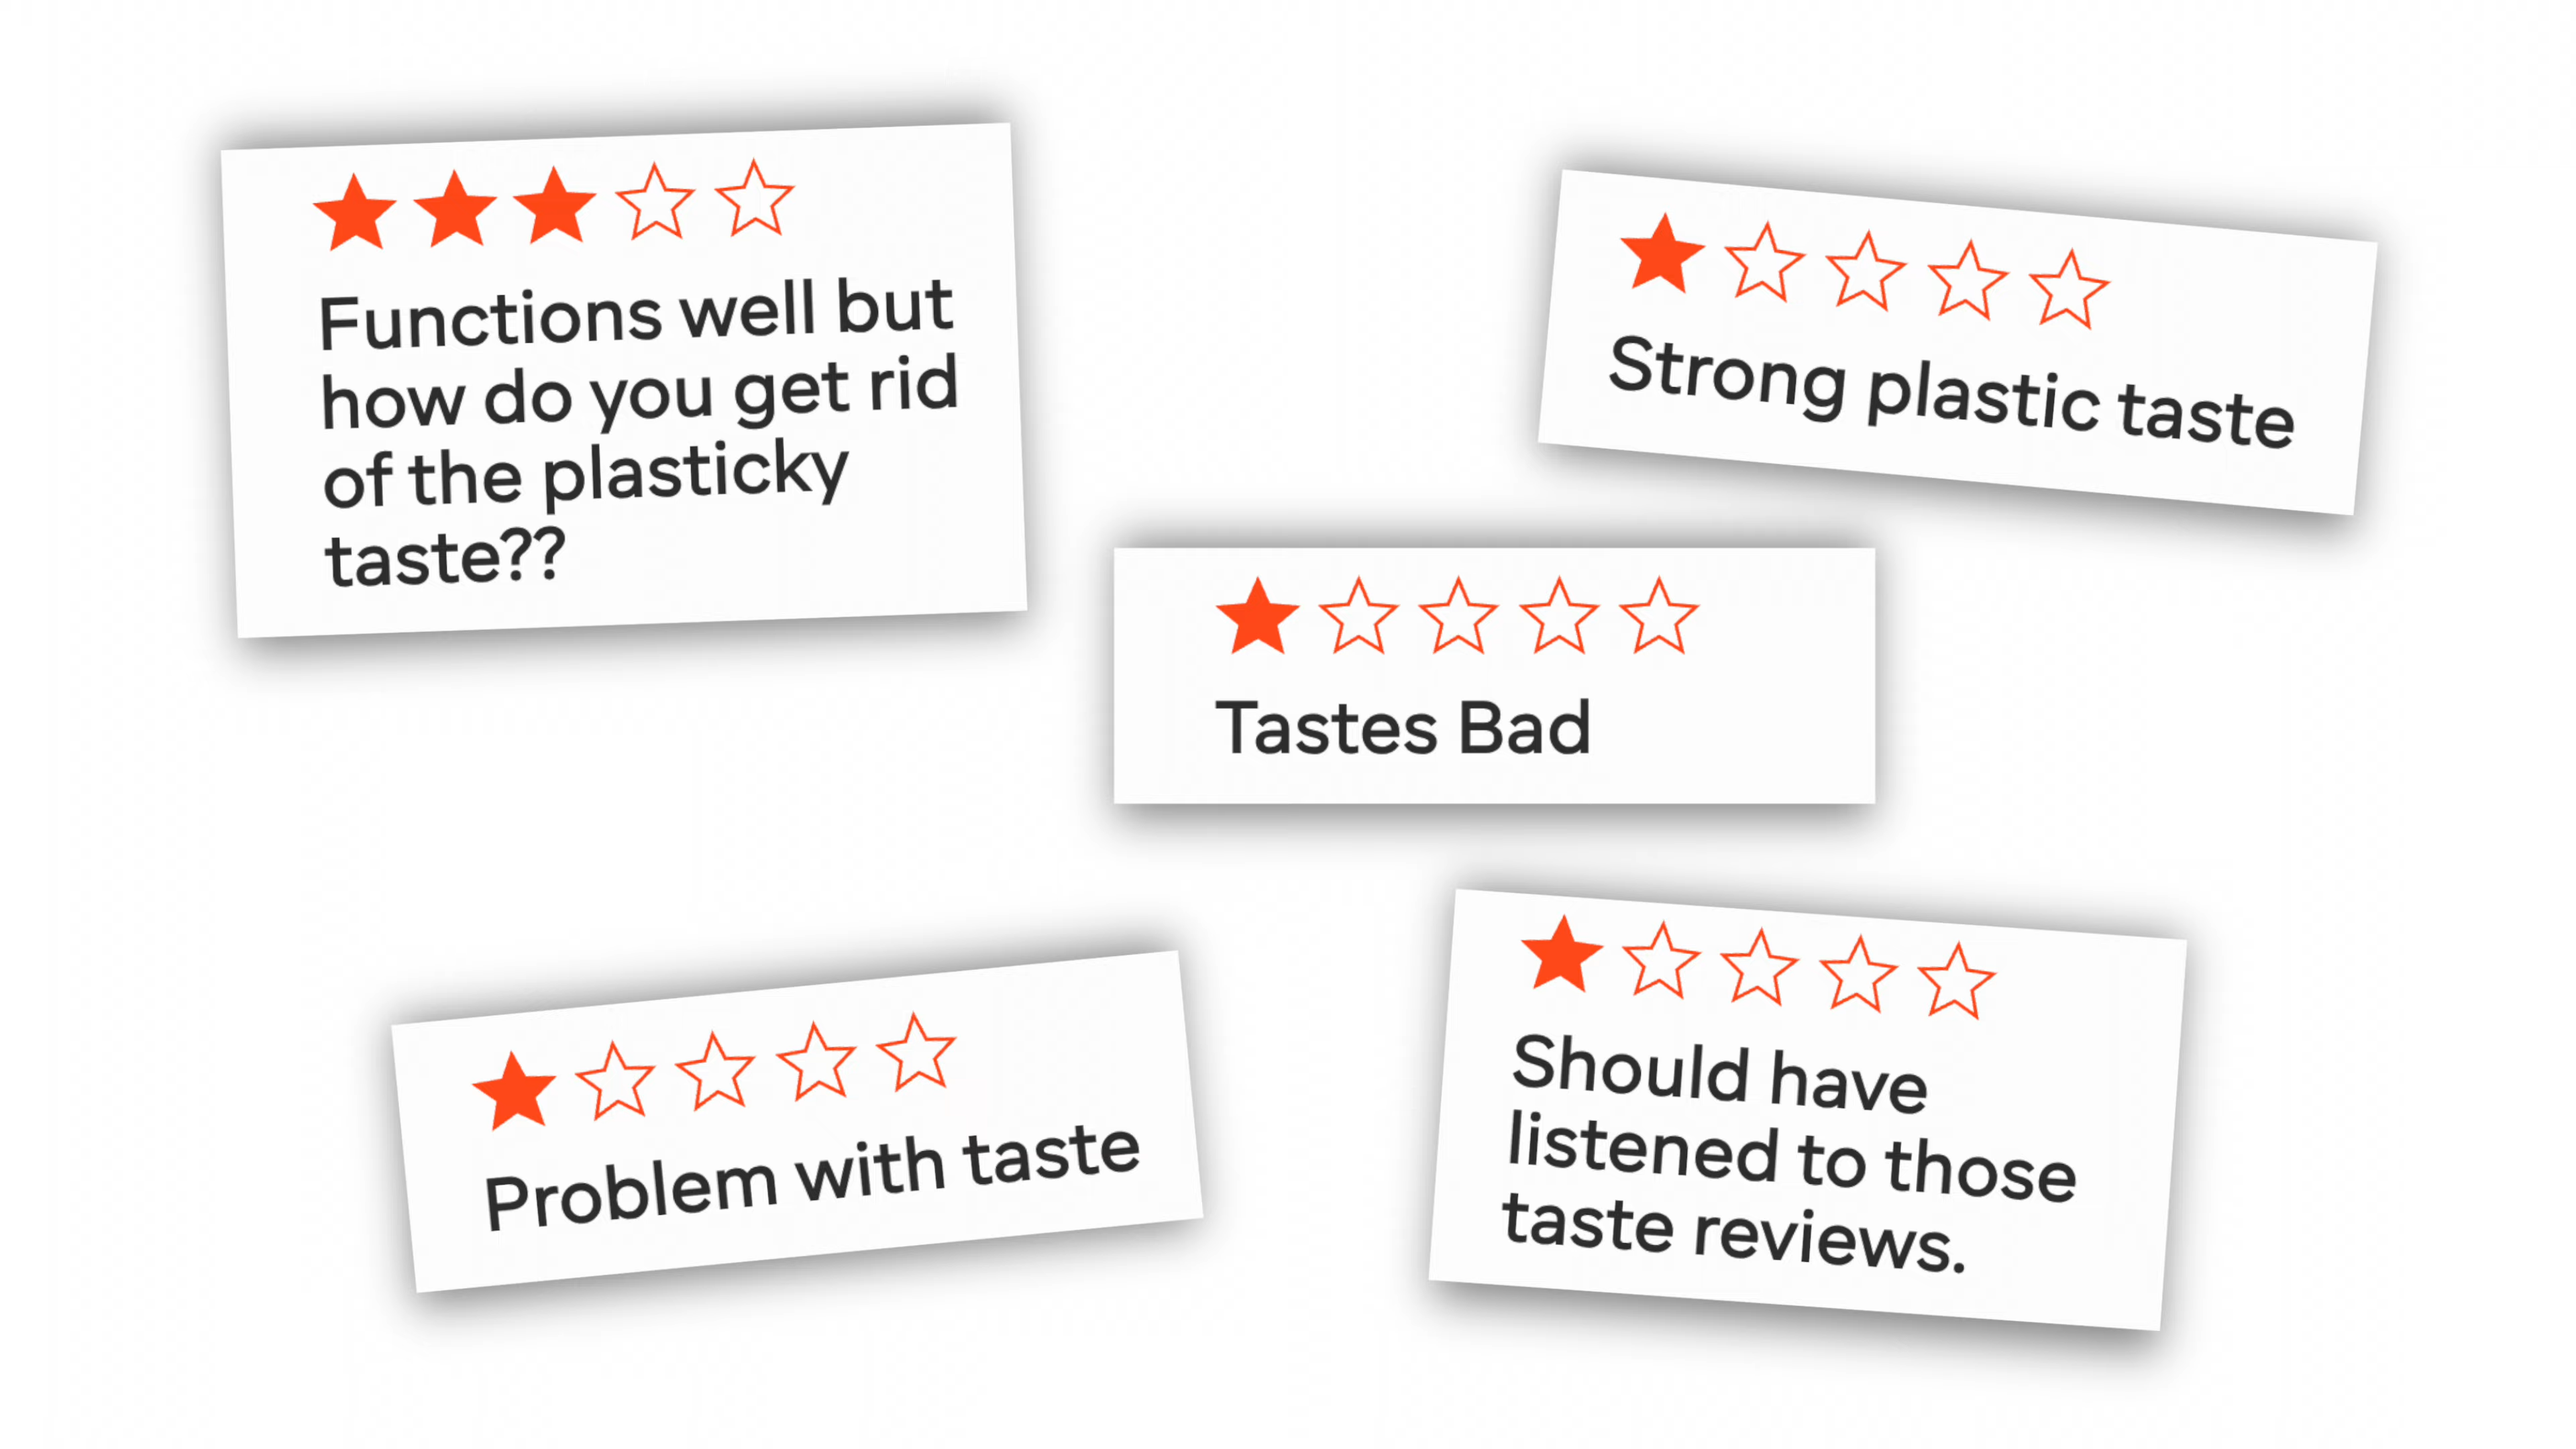 Functions well but
how do you get rid
of the plasticky
taste??
Strong plastic taste
Tastes Bad
Problem with taste
Should have
listened to those
taste reviews.